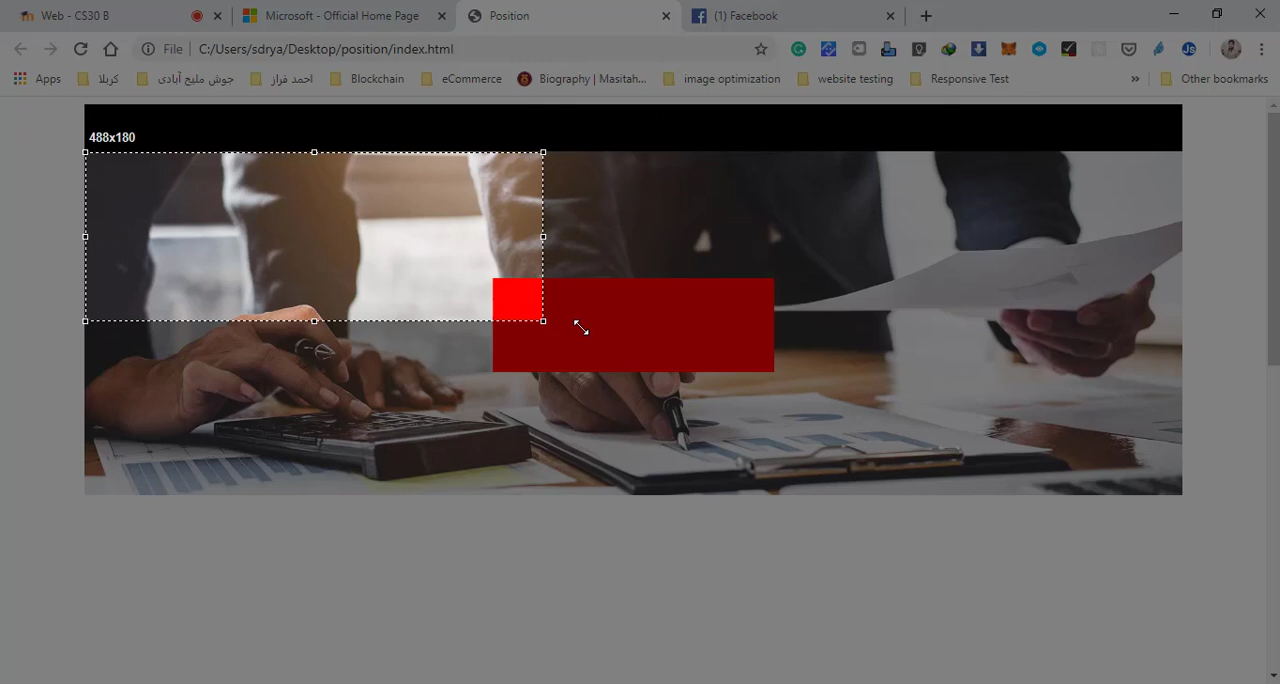 Web - CS30 B
Microsoft - Official Home Page
Position
(1) Facebook
File
C:/Users/sdrya/Desktop/position/index.html
Apps
کربلا
جوش ملیح آبادی
احمد فراز
Blockchain
eCommerce
Biography | Masitah...
image optimization
website testing
Responsive Test
»
Other bookmarks
488x180